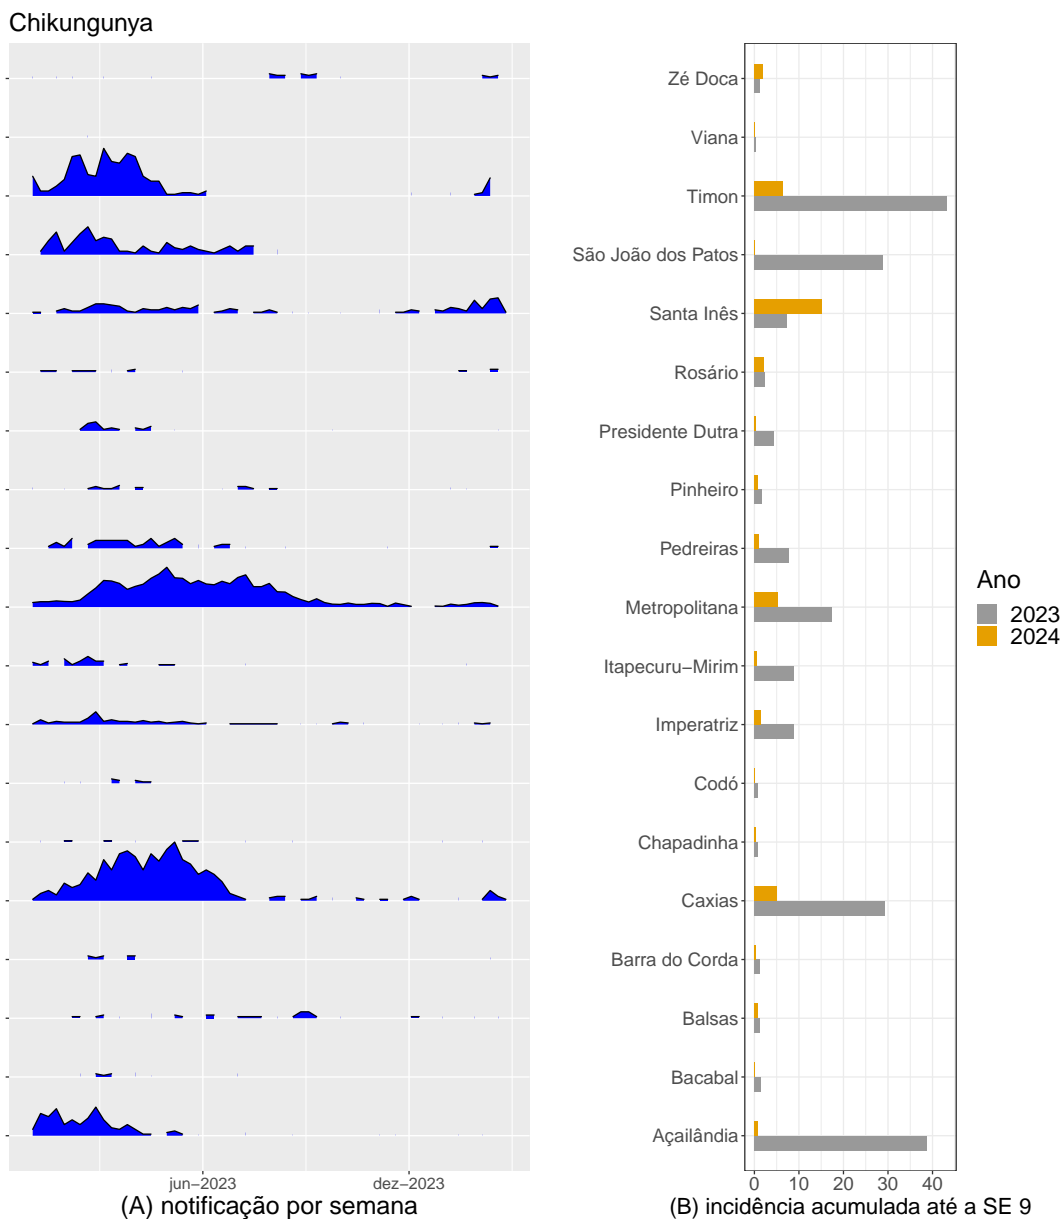 Chikungunya
Zé Doca
Viana
Timon
São João dos Patos
Santa Inês
Rosário
Presidente Dutra
Pinheiro
Pedreiras
Metropolitana
Itapecuru−Mirim
Imperatriz
Codó
Chapadinha
Caxias
Barra do Corda
Balsas
Bacabal
Açailândia
Ano
2023
2024
jun−2023 dez−2023
0 10 20 30 40
(A) notificação por semana
(B) incidência acumulada até a SE 9